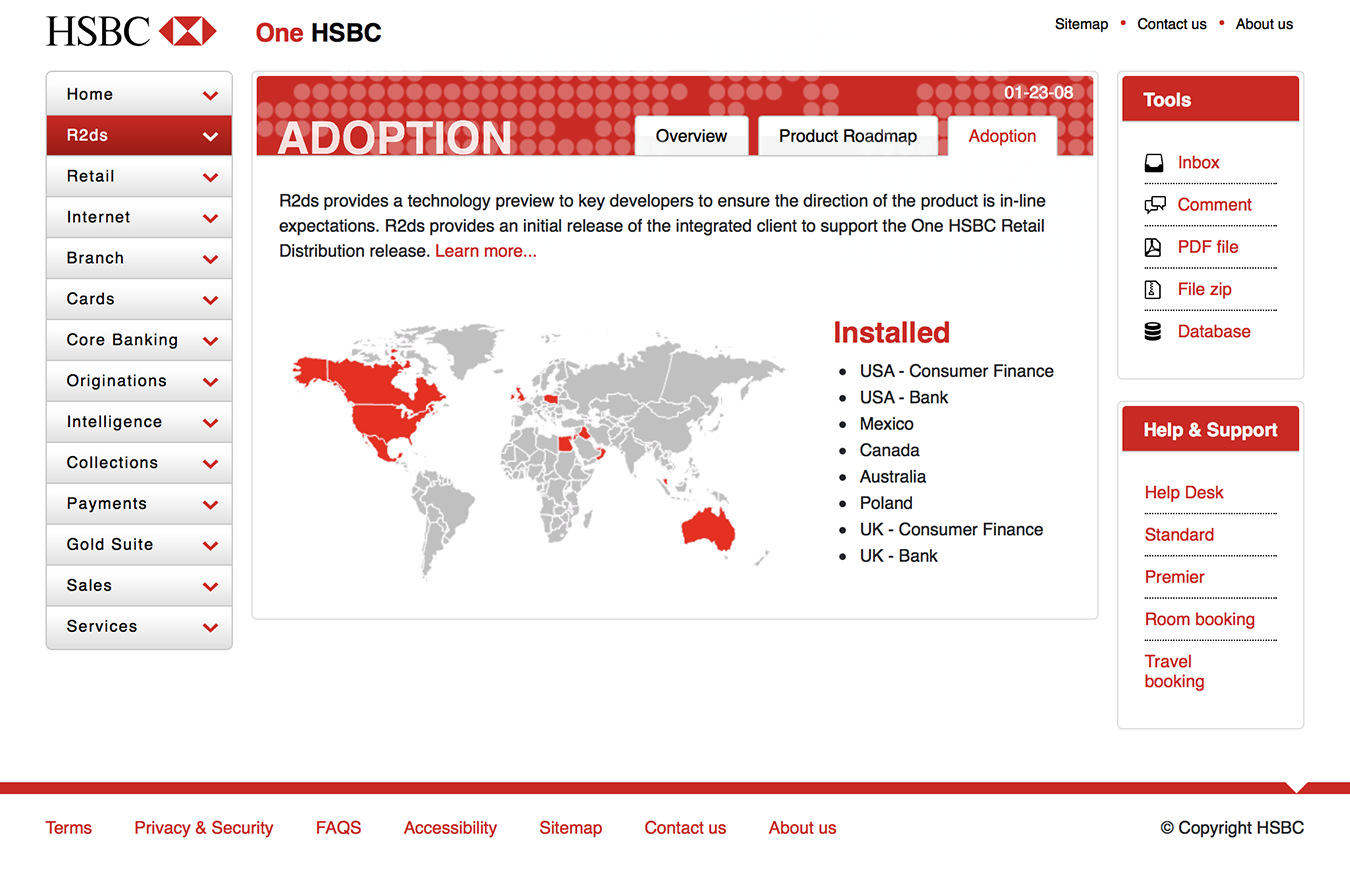 HSBC
One HSBC
Sitemap • Contact us • About us
Home
R2ds
Retail
Internet
Branch
Cards
Core Banking
Originations
Intelligence
Collections
Payments
Gold Suite
Sales
Services
01-23-08
ADOPTION
Overview
Product Roadmap
Adoption
R2ds provides a technology preview to key developers to ensure the direction of the product is in-line
expectations. R2ds provides an initial release of the integrated client to support the One HSBC Retail
Distribution release. Learn more...
Installed
• USA - Consumer Finance
• USA - Bank
• Mexico
• Canada
• Australia
• Poland
• UK - Consumer Finance
• UK - Bank
Tools
Inbox
Comment
PDF file
File zip
Database
Help & Support
Help Desk
Standard
Premier
Room booking
Travel
booking
Terms
Privacy & Security
FAQS
Accessibility
Sitemap
Contact us
About us
© Copyright HSBC